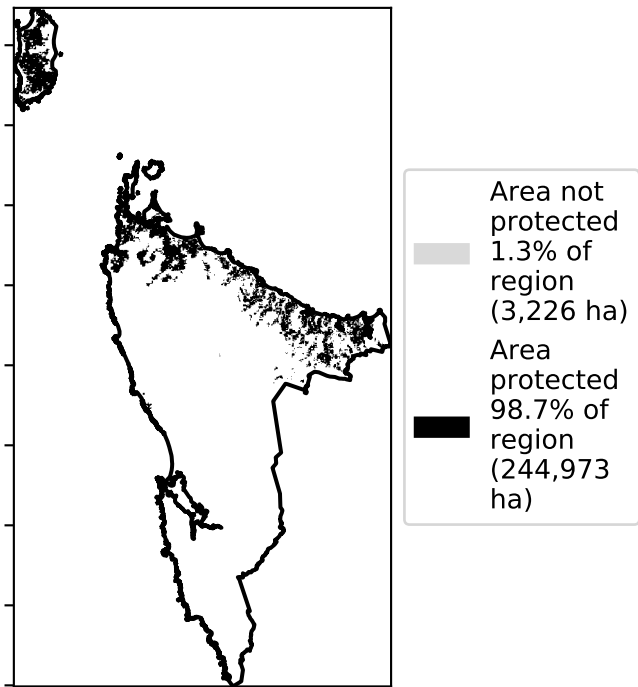 Area not
protected
1.3% of
region
(3,226 ha)
Area
protected
98.7% of
region
(244,973
ha)